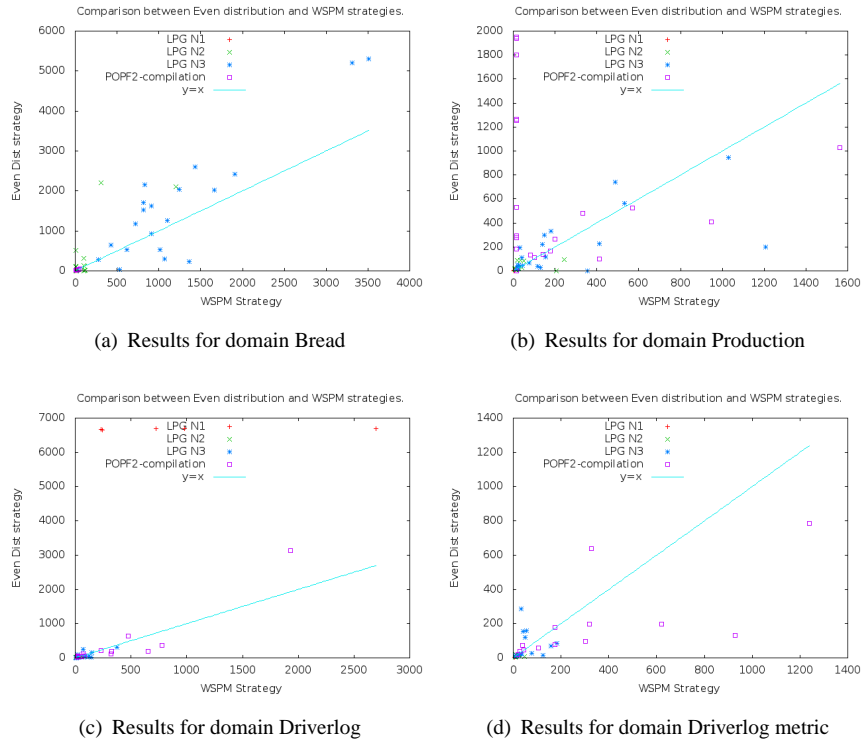 Comparison between Even distribution and WSPM strategies.
6000
5000
4000
3000
2000
1000
0
Even Dist strategy
LPG N1
LPG N2
LPG N3
POPF2-compilation
y=x
0 500 1000 1500 2000 2500 3000 3500 4000
WSPM Strategy
(a) Results for domain Bread
Comparison between Even distribution and WSPM strategies.
2000
1800
1600
1400
1200
1000
800
600
400
200
0
Even Dist strategy
LPG N1
LPG N2
LPG N3
POPF2-compilation
y=x
0 200 400 600 800 1000 1200 1400 1600
WSPM Strategy
(b) Results for domain Production
Comparison between Even distribution and WSPM strategies.
7000
6000
5000
4000
3000
2000
1000
0
Even Dist strategy
LPG N1
LPG N2
LPG N3
POPF2-compilation
y=x
0 500 1000 1500 2000 2500 3000
WSPM Strategy
(c) Results for domain Driverlog
Comparison between Even distribution and WSPM strategies.
1400
1200
1000
800
600
400
200
0
Even Dist strategy
LPG N1
LPG N2
LPG N3
POPF2-compilation
y=x
0 200 400 600 800 1000 1200 1400
WSPM Strategy
(d) Results for domain Driverlog metric